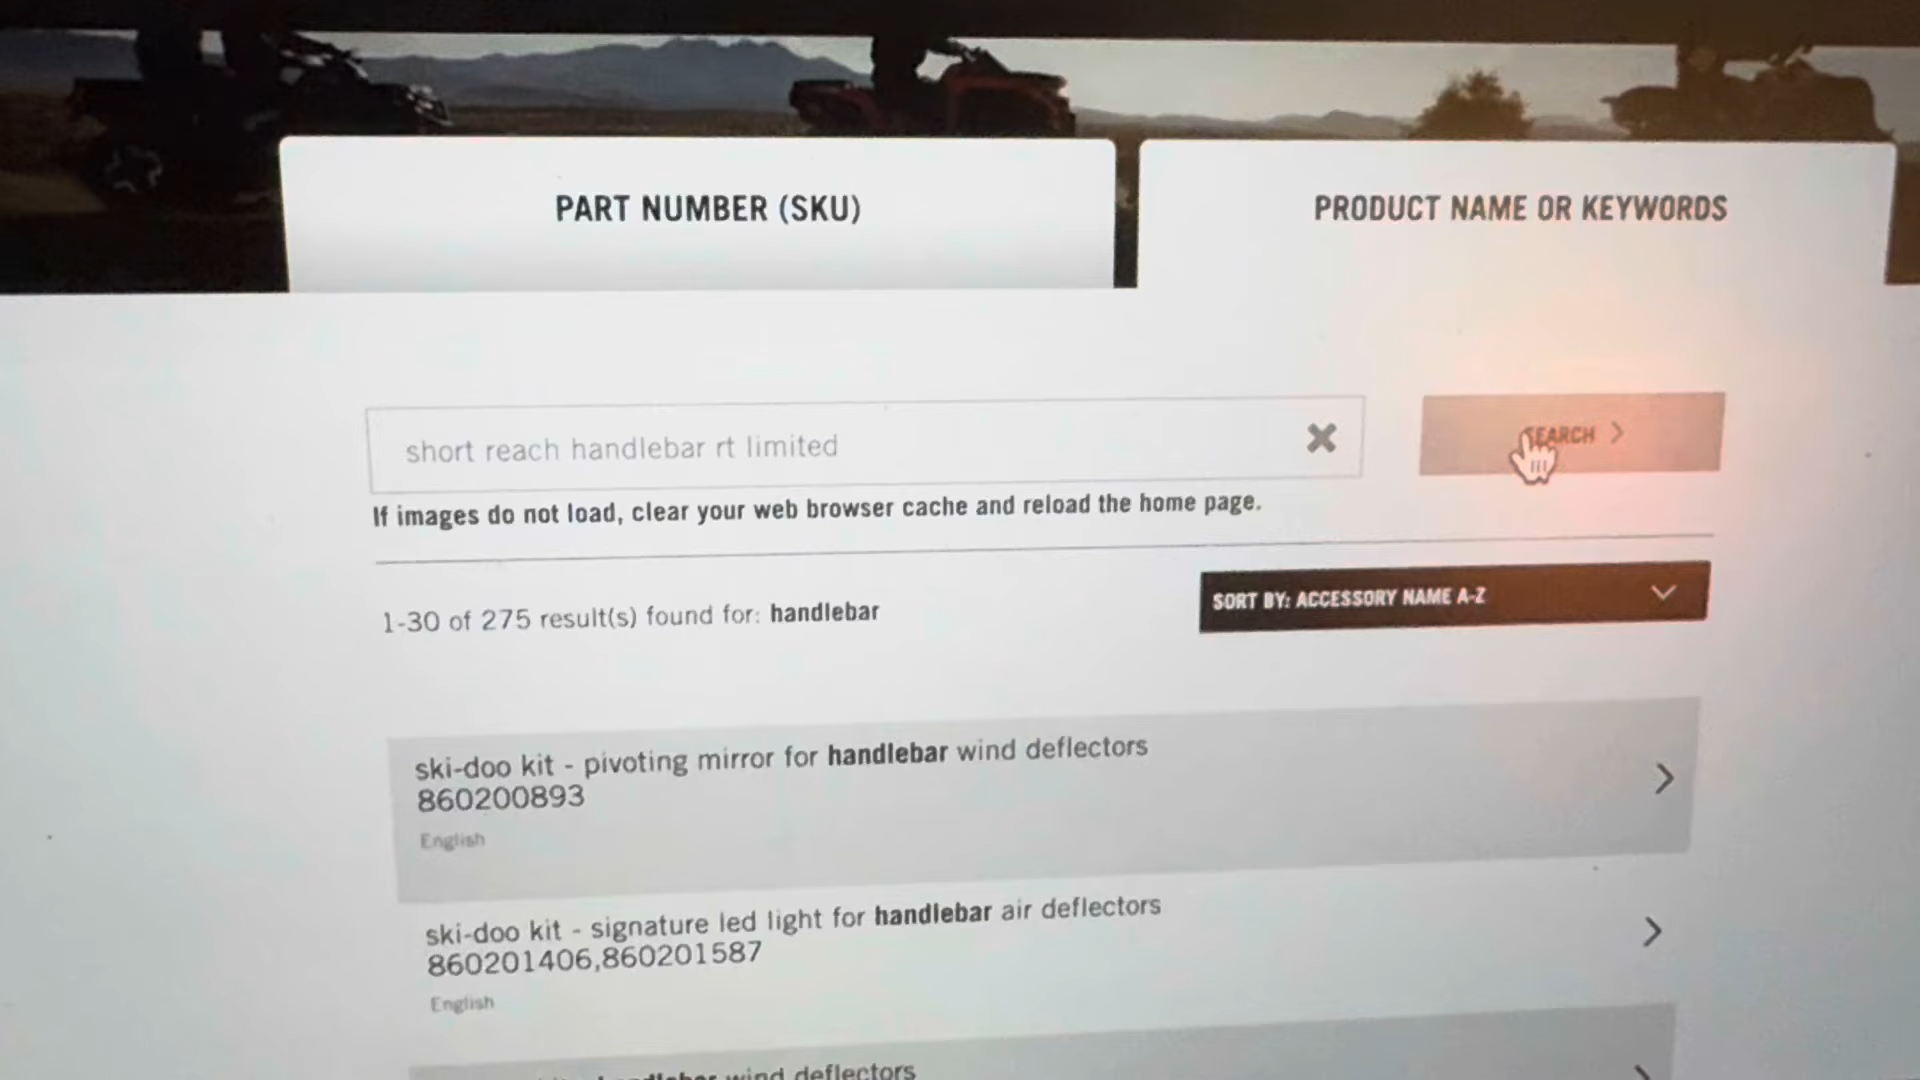 PART NUMBER (SKU)
PRODUCT NAME OR KEYWORDS
short reach handlebar rt limited
SEARCH
If images do not load, clear your web browser cache and reload the home page.
1-30 of 275 result(s) found for: handlebar
SORT BY: ACCESSORY NAME A-Z
ski-doo kit - pivoting mirror for handlebar wind deflectors
860200893
English
ski-doo kit - signature led light for handlebar air deflectors
860201406,860201587
English
handlebar wind deflectors